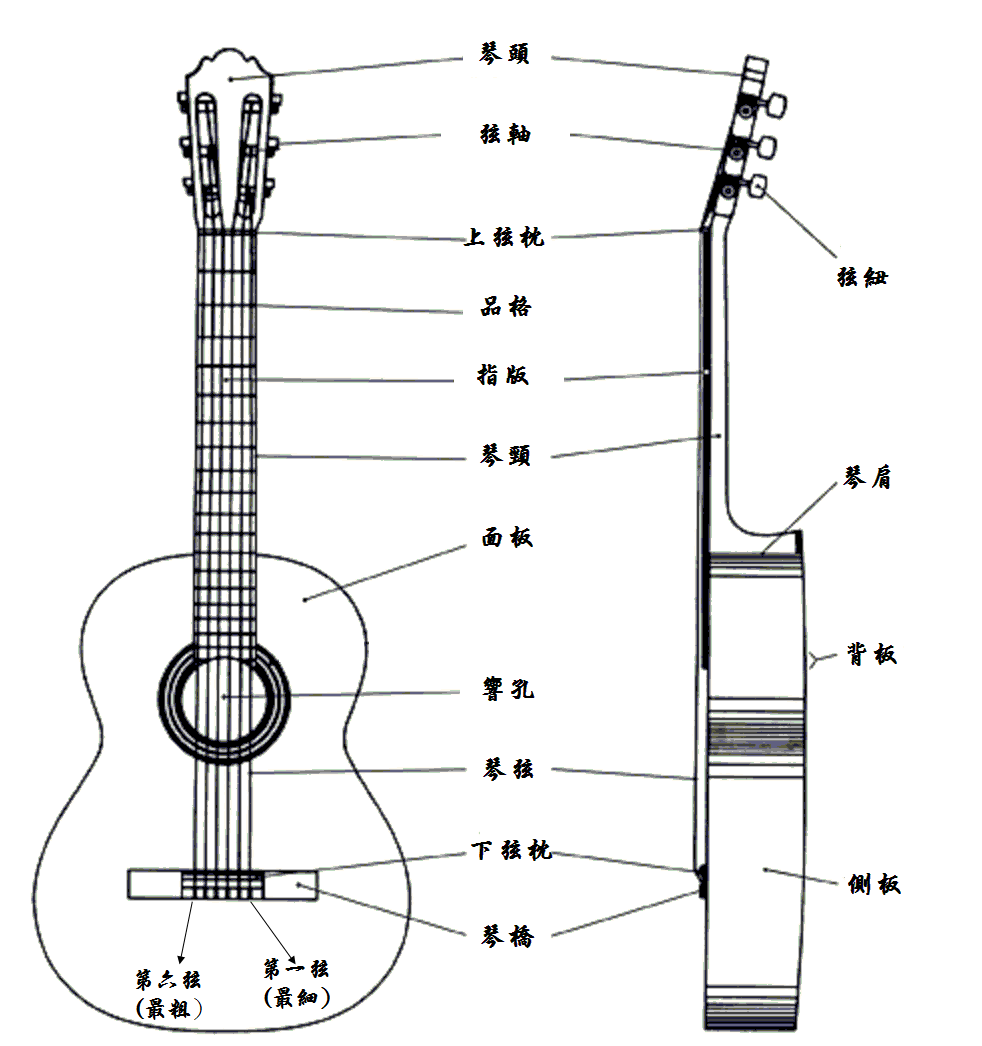 琴頭
弦軸
上弦枕
弦紐
品格
指版
琴頸
琴肩
面板
背板
響孔
琴弦
下弦枕
側板
琴橋
第六弦
(最粗)
第一弦
(最細)